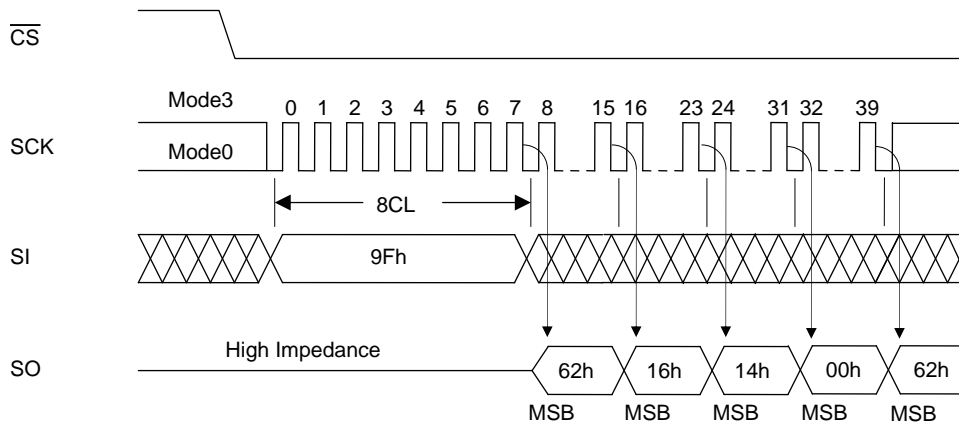 CS
Mode3
0 1 2 3 4 5 6 7 8 15 16 23 24 31 32 39
SCK
Mode0
8CL
SI
9Fh
High Impedance
SO
62h 16h 14h 00h 62h
MSB MSB MSB MSB MSB